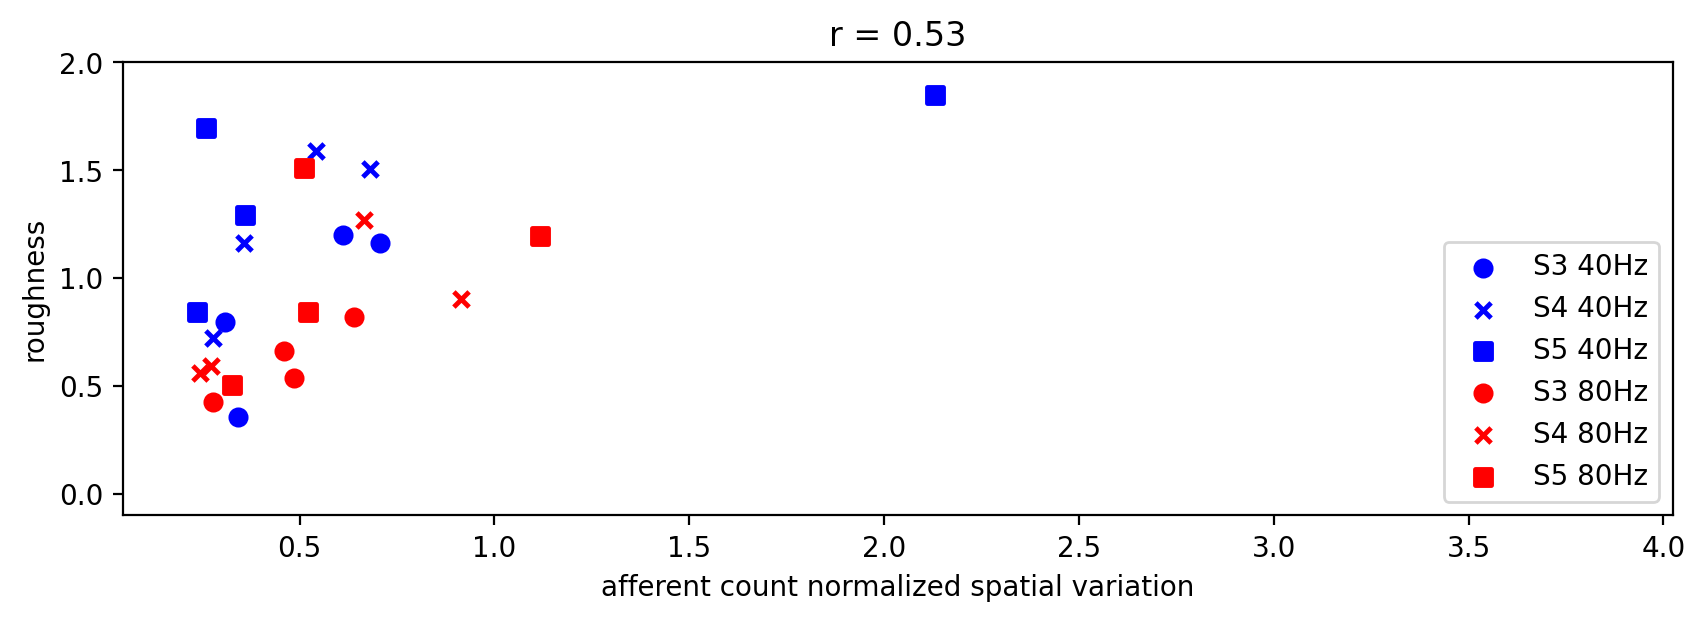 r = 0.53
2.0
1.5
1.0
0.5
0.0
roughness
0.5 1.0 1.5 2.0 2.5 3.0 3.5 4.0
afferent count normalized spatial variation
S3 40Hz
S4 40Hz
S5 40Hz
S3 80Hz
S4 80Hz
S5 80Hz